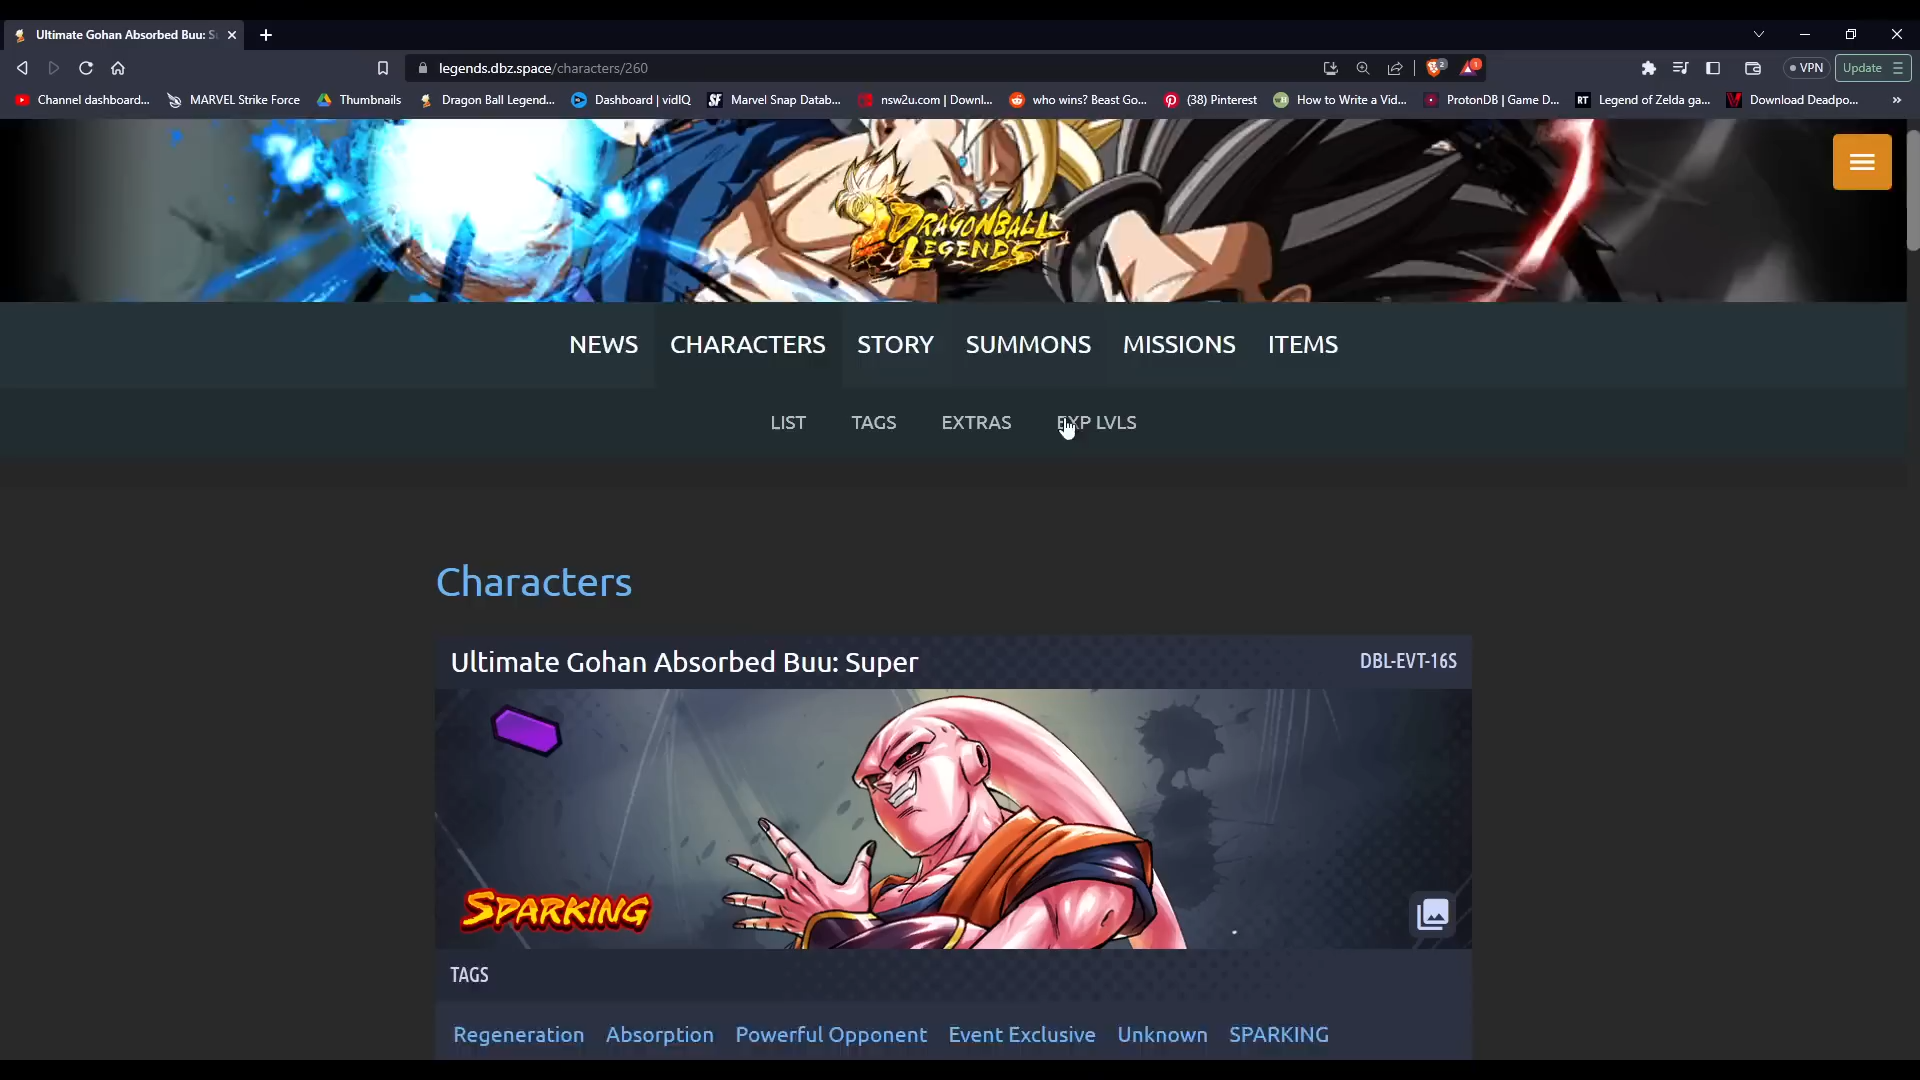 Ultimate Gohan Absorbed Buu: S
legends.dbz.space/characters/260
2
1
VPN
Update
Channel dashboard...
MARVEL Strike Force
Thumbnails
Dragon Ball Legend...
Dashboard | vidIQ
SF Marvel Snap Datab...
nsw2u.com | Downl...
who wins? Beast Go...
(38) Pinterest
How to Write a Vid...
ProtonDB | Game D...
RT Legend of Zelda ga...
Download Deadpo...
»
DRAGONBALL
LEGENDS
NEWS CHARACTERS STORY SUMMONS MISSIONS ITEMS
LIST TAGS EXTRAS EXP LVLS
Characters
Ultimate Gohan Absorbed Buu: Super DBL-EVT-16S
SPARKING
TAGS
Regeneration Absorption Powerful Opponent Event Exclusive Unknown SPARKING